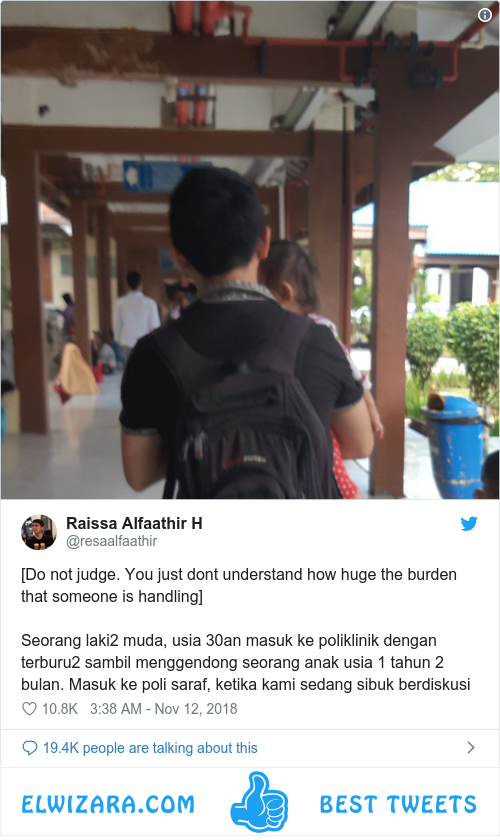 Raissa Alfaathir H
@resaalfaathir
[Do not judge. You just dont understand how huge the burden
that someone is handling]
Seorang laki2 muda, usia 30an masuk ke poliklinik dengan
terburu2 sambil menggendong seorang anak usia 1 tahun 2
bulan. Masuk ke poli saraf, ketika kami sedang sibuk berdiskusi
10.8K 3:38 AM - Nov 12, 2018
19.4K people are talking about this
ELWIZARA.COM BEST TWEETS